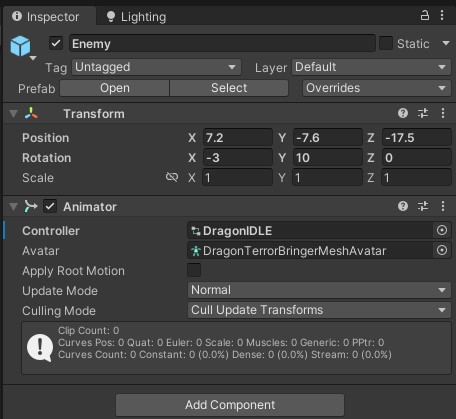 Inspector Lighting
Enemy Static
Tag Untagged Layer Default
Prefab Open Select Overrides
Transform
Position X 7.2 Y -7.6 Z -17.5
Rotation X -3 Y 10 Z 0
Scale X 1 Y 1 Z 1
Animator
Controller DragonIDLE
Avatar DragonTerrorBringerMeshAvatar
Apply Root Motion
Update Mode Normal
Culling Mode Cull Update Transforms
Clip Count: 0
Curves Pos: 0 Quat: 0 Euler: 0 Scale: 0 Muscles: 0 Generic: 0 PPtr: 0
Curves Count: 0 Constant: 0 (0.0%) Dense: 0 (0.0%) Stream: 0 (0.0%)
Add Component